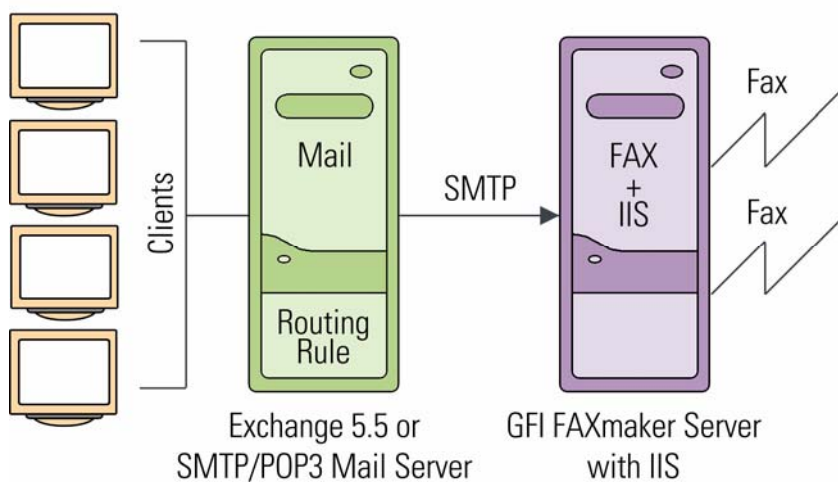 Clients
Mail
Routing
Rule
Exchange 5.5 or
SMTP/POP3 Mail Server
SMTP
FAX
+
IIS
GFI FAXmaker Server
with IIS
Fax
Fax